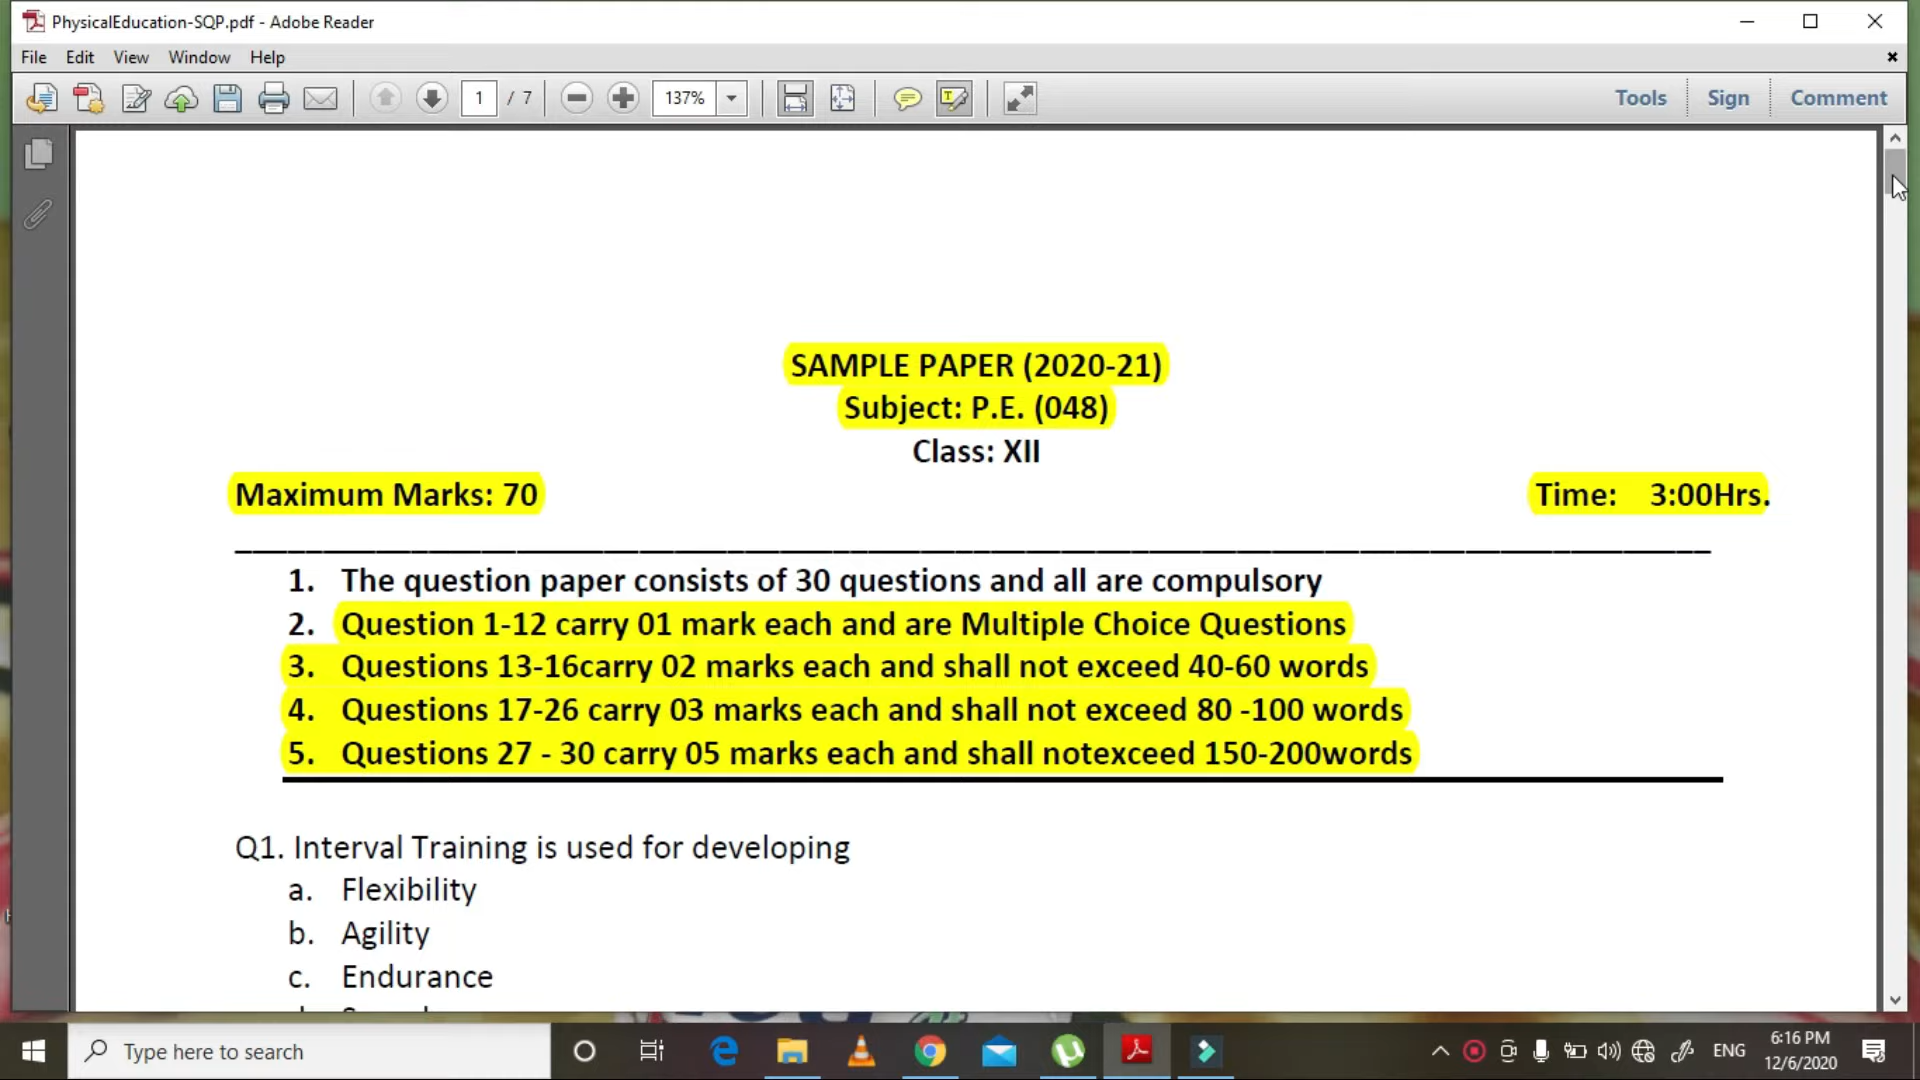 PhysicalEducation-SQP.pdf - Adobe Reader
File Edit View Window Help
1 / 7 137% Tools Sign Comment
SAMPLE PAPER (2020-21)
Subject: P.E. (048)
Class: XII
Maximum Marks: 70 Time: 3:00Hrs.
1. The question paper consists of 30 questions and all are compulsory
2. Question 1-12 carry 01 mark each and are Multiple Choice Questions
3. Questions 13-16carry 02 marks each and shall not exceed 40-60 words
4. Questions 17-26 carry 03 marks each and shall not exceed 80 -100 words
5. Questions 27 - 30 carry 05 marks each and shall notexceed 150-200words
Q1. Interval Training is used for developing
a. Flexibility
b. Agility
c. Endurance
Type here to search
ENG
6:16 PM
12/6/2020